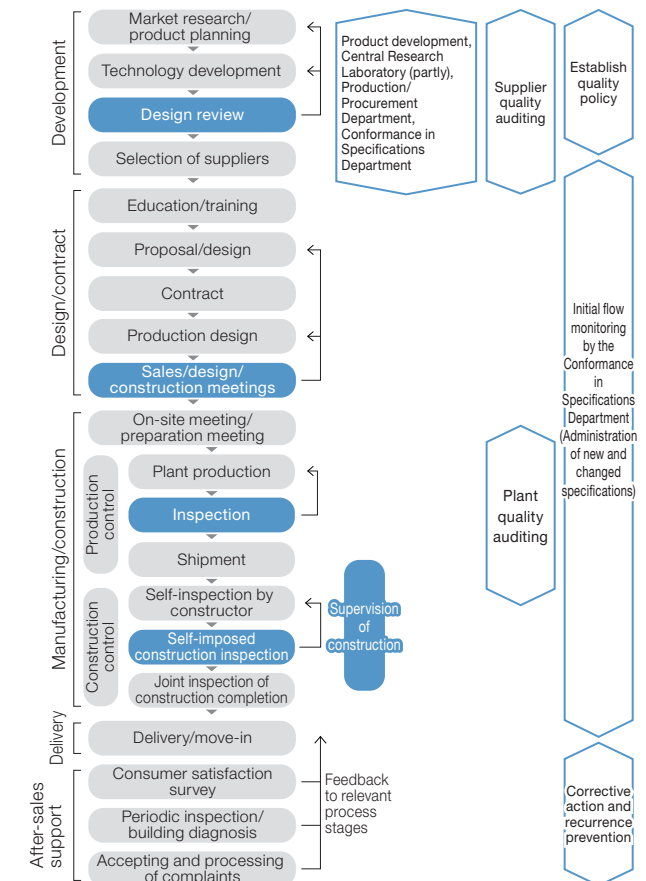 Development
Market research/
product planning
Technology development
Design review
Selection of suppliers
Product development,
Central Research
Laboratory (partly),
Production/
Procurement
Department,
Conformance in
Specifications
Department
Supplier
quality
auditing
Establish
quality
policy
Design/contract
Education/training
Proposal/design
Contract
Production design
Sales/design/
construction meetings
Initial flow
monitoring
by the
Conformance
in
Specifications
Department
(Administration
of new and
changed
specifications)
Manufacturing/construction
On-site meeting/
preparation meeting
Production
control
Plant production
Inspection
Shipment
Plant
quality
auditing
Construction
control
Self-inspection by
constructor
Self-imposed
construction inspection
Joint inspection of
construction completion
Supervision
of
construction
Delivery
Delivery/move-in
After-sales
support
Consumer satisfaction
survey
Periodic inspection/
building diagnosis
Accepting and processing
of complaints
Feedback
to relevant
process
stages
Corrective
action and
recurrence
prevention